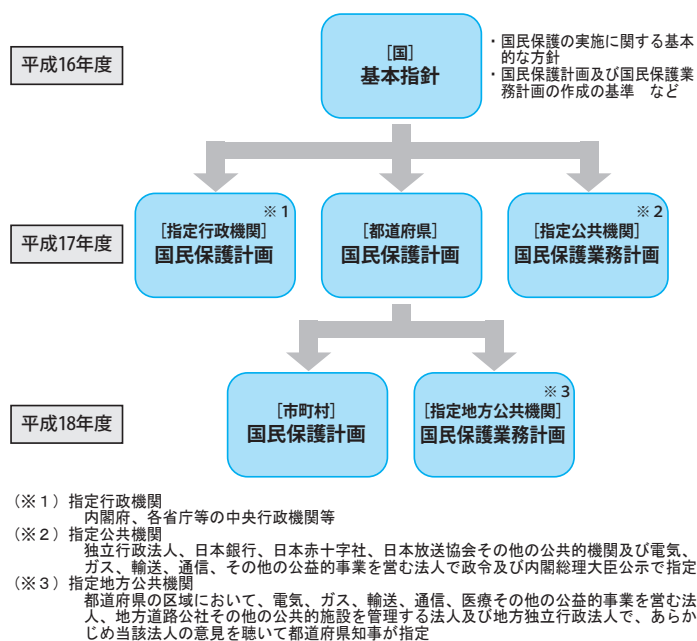 平成16年度
[国]
基本指針
・国民保護の実施に関する基本
的な方針
・国民保護計画及び国民保護業
務計画の作成の基準　など
平成17年度
※1
[指定行政機関]
国民保護計画
[都道府県]
国民保護計画
※2
[指定公共機関]
国民保護業務計画
平成18年度
[市町村]
国民保護計画
※3
[指定地方公共機関]
国民保護業務計画
(※1)指定行政機関
内閣府、各省庁等の中央行政機関等
(※2)指定公共機関
独立行政法人、日本銀行、日本赤十字社、日本放送協会その他の公共的機関及び電気、
ガス、輸送、通信、その他の公益的事業を営む法人で政令及び内閣総理大臣公示で指定
(※3)指定地方公共機関
都道府県の区域において、電気、ガス、輸送、通信、医療その他の公益的事業を営む法
人、地方道路公社その他の公共的施設を管理する法人及び地方独立行政法人で、あらか
じめ当該法人の意見を聴いて都道府県知事が指定